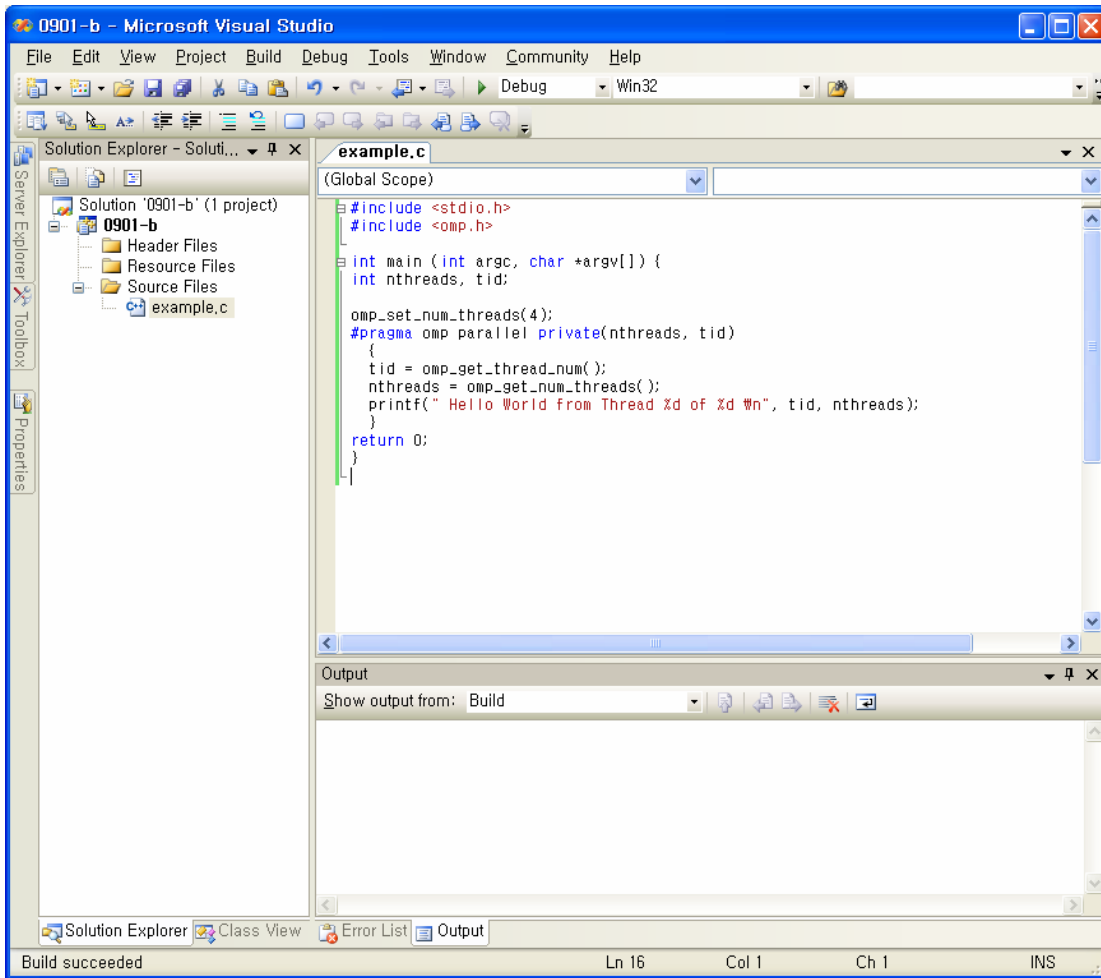 0901-b - Microsoft Visual Studio
File Edit View Project Build Debug Tools Window Community Help
Debug Win32
Solution Explorer - Soluti...
Server Explorer
Toolbox
Properties
Solution '0901-b' (1 project)
0901-b
Header Files
Resource Files
Source Files
example.c
example.c
(Global Scope)
#include <stdio.h>
#include <omp.h>
int main (int argc, char *argv[]) {
int nthreads, tid;
omp_set_num_threads(4);
#pragma omp parallel private(nthreads, tid)
{
tid = omp_get_thread_num();
nthreads = omp_get_num_threads();
printf(" Hello World from Thread %d of %d ₩n", tid, nthreads);
}
return 0;
}
Output
Show output from: Build
Solution Explorer Class View
Error List Output
Build succeeded Ln 16 Col 1 Ch 1 INS